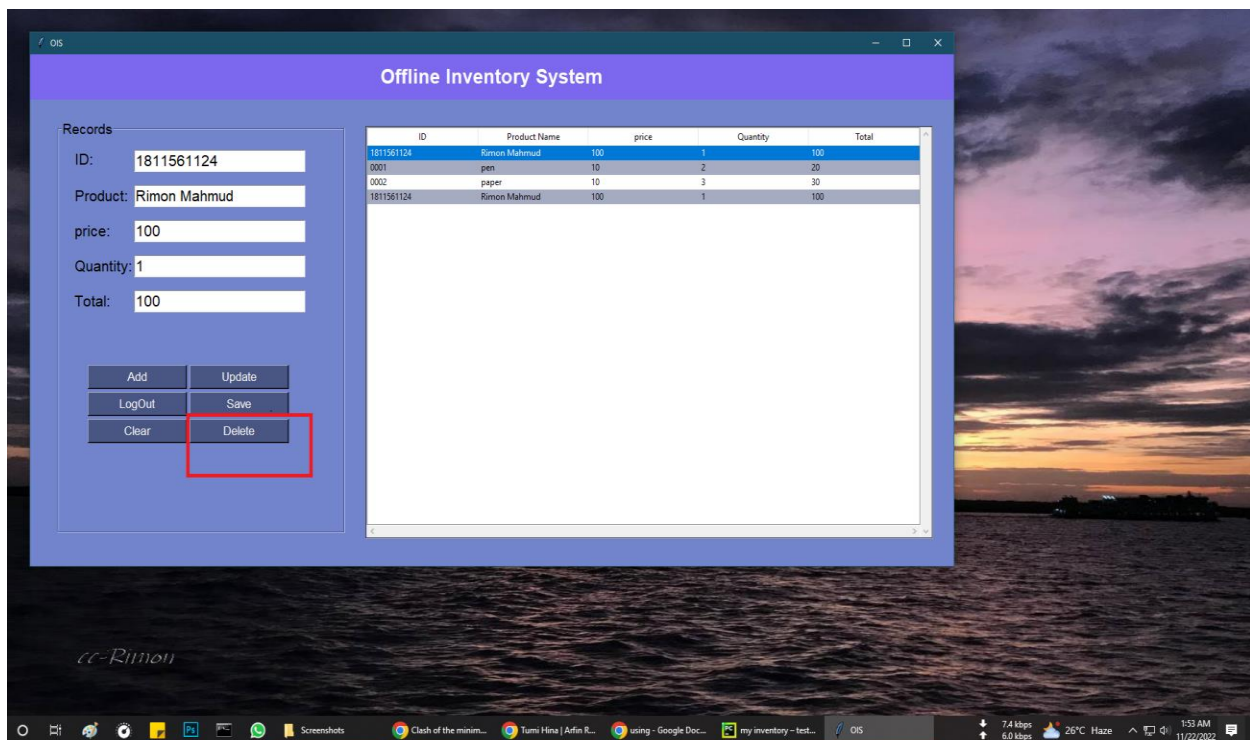 OIS
Offline Inventory System
Records
ID: 1811561124
Product: Rimon Mahmud
price: 100
Quantity: 1
Total: 100
Add Update
LogOut Save
Clear Delete
ID Product Name price Quantity Total
1811561124 Rimon Mahmud 100 1 100
0001 pen 10 2 20
0002 paper 10 3 30
1811561124 Rimon Mahmud 100 1 100
cc-Rimon
Ps
Screenshots
Clash of the minim...
Tumi Hina | Arfin R...
using - Google Doc...
PC
my inventory – test...
OIS
7.4 kbps
6.0 kbps
26°C Haze
1:53 AM
11/22/2022